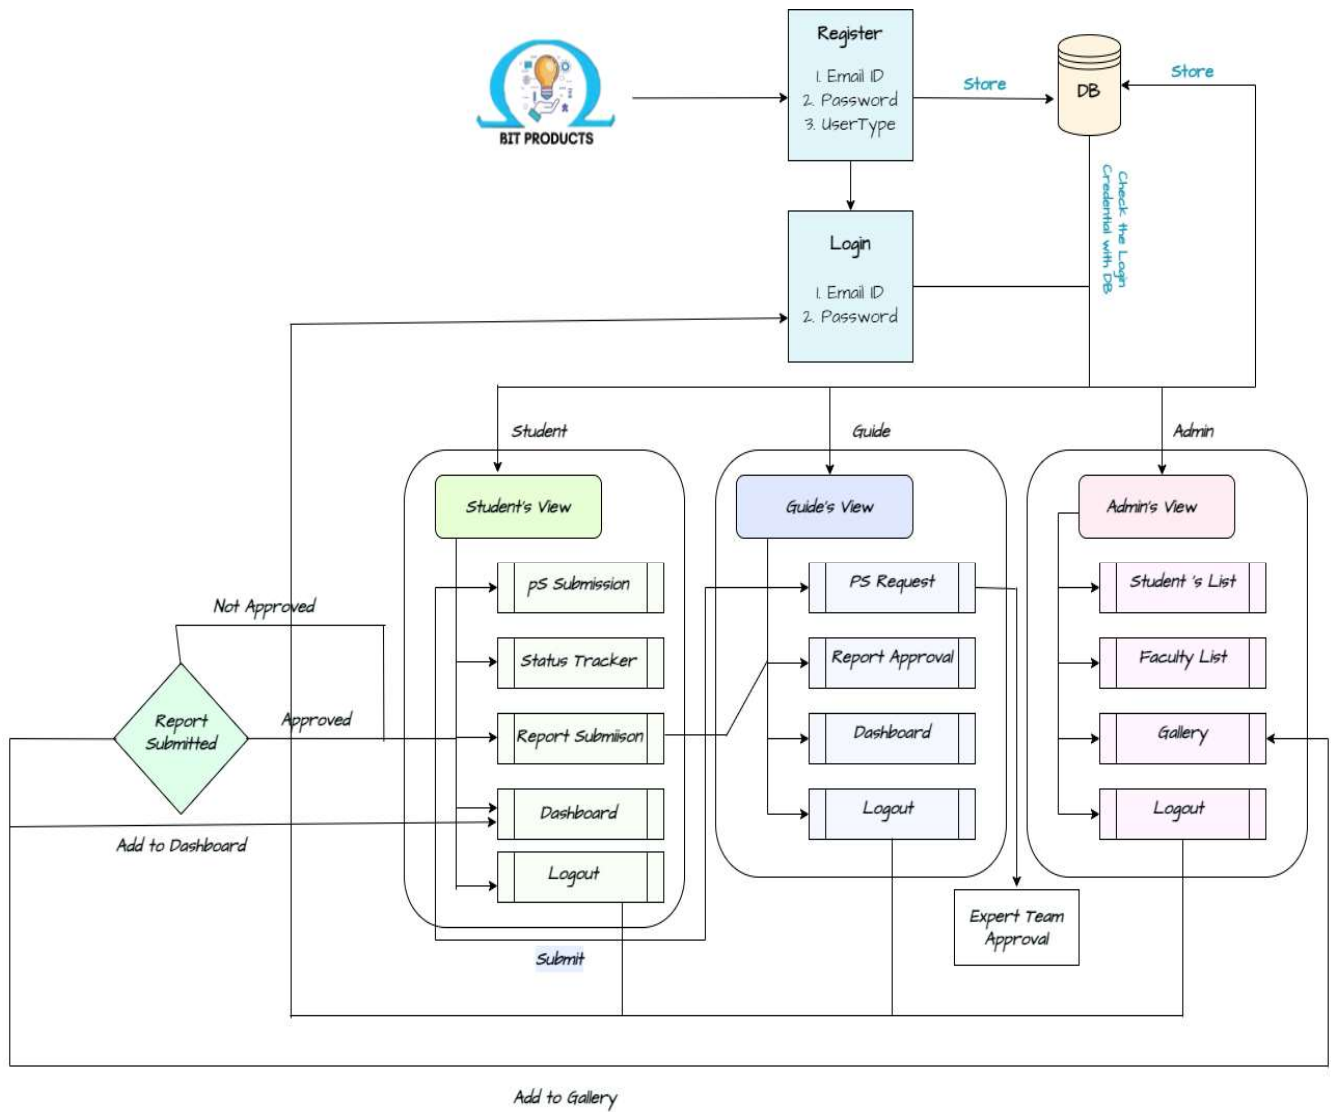 Register
1. Email ID
2. Password
3. UserType
Store
DB
Store
BIT PRODUCTS
Check the Login
Credential with DB
Login
1. Email ID
2. Password
Student
Guide
Admin
Student's View
Guide's View
Admin's View
pS Submission
PS Request
Student 's List
Not Approved
Status Tracker
Report Approval
Faculty List
Report
Submitted
Approved
Report Submiison
Dashboard
Gallery
Dashboard
Logout
Logout
Add to Dashboard
Logout
Expert Team
Approval
Submit
Add to Gallery